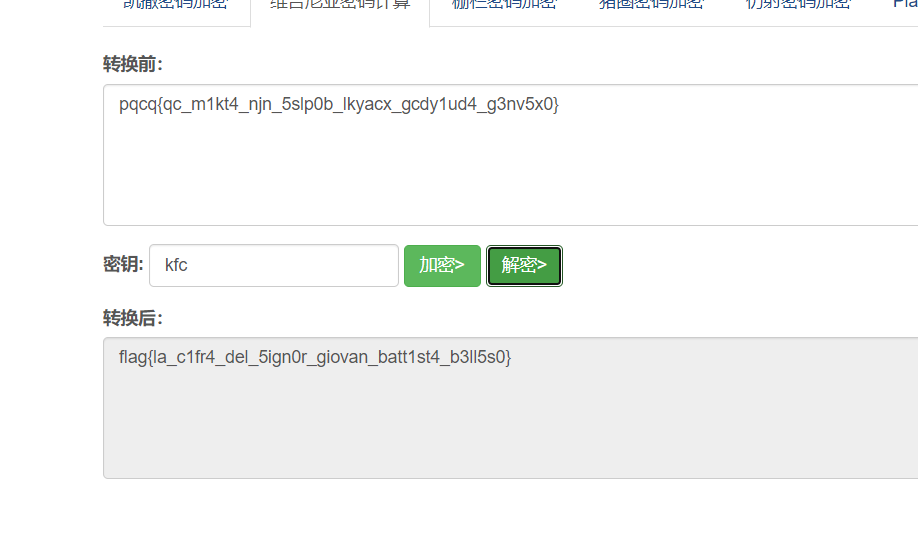 凯撒密码加密 维吉尼亚密码计算 栅栏密码加密 猪圈密码加密 仿射密码加密 Pla
转换前:
pqcq{qc_m1kt4_njn_5slp0b_lkyacx_gcdy1ud4_g3nv5x0}
密钥: kfc 加密> 解密>
转换后:
flag{la_c1fr4_del_5ign0r_giovan_batt1st4_b3ll5s0}